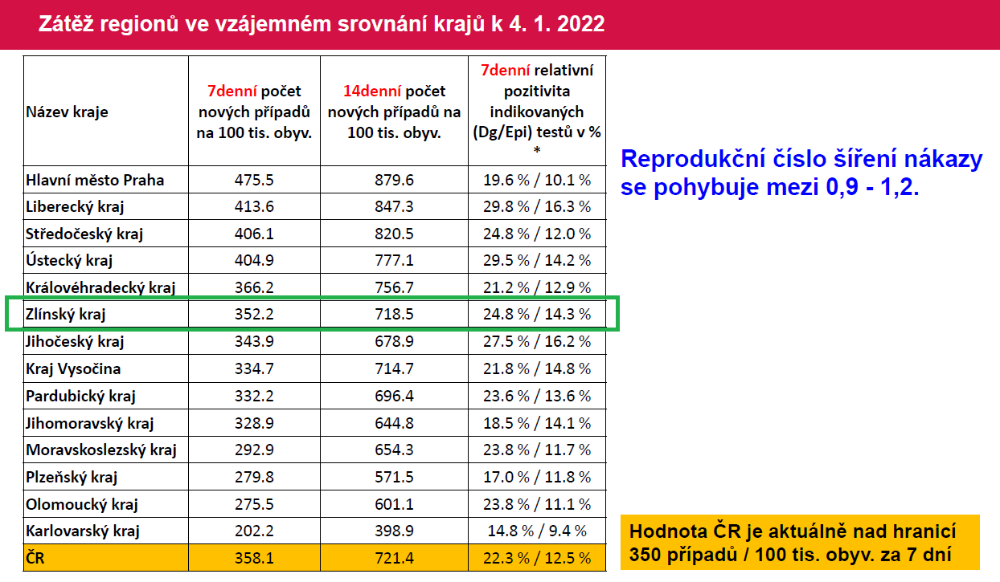 Zátěž regionů ve vzájemném srovnání krajů k 4. 1. 2022
Název kraje
7denní počet
nových případů
na 100 tis. obyv.
14denní počet
nových případů na
100 tis. obyv.
7denní relativní
pozitivita
indikovaných
(Dg/Epi) testů v %
*
Hlavní město Praha 475.5 879.6 19.6 % / 10.1 %
Liberecký kraj 413.6 847.3 29.8 % / 16.3 %
Středočeský kraj 406.1 820.5 24.8 % / 12.0 %
Ústecký kraj 404.9 777.1 29.5 % / 14.2 %
Královéhradecký kraj 366.2 756.7 21.2 % / 12.9 %
Zlínský kraj 352.2 718.5 24.8 % / 14.3 %
Jihočeský kraj 343.9 678.9 27.5 % / 16.2 %
Kraj Vysočina 334.7 714.7 21.8 % / 14.8 %
Pardubický kraj 332.2 696.4 23.6 % / 13.6 %
Jihomoravský kraj 328.9 644.8 18.5 % / 14.1 %
Moravskoslezský kraj 292.9 654.3 23.8 % / 11.7 %
Plzeňský kraj 279.8 571.5 17.0 % / 11.8 %
Olomoucký kraj 275.5 601.1 23.8 % / 11.1 %
Karlovarský kraj 202.2 398.9 14.8 % / 9.4 %
ČR 358.1 721.4 22.3 % / 12.5 %
Reprodukční číslo šíření nákazy
se pohybuje mezi 0,9 - 1,2.
Hodnota ČR je aktuálně nad hranicí
350 případů / 100 tis. obyv. za 7 dní